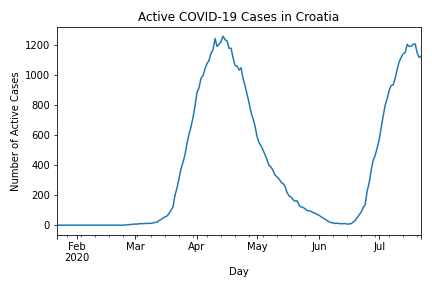 Active COVID-19 Cases in Croatia
1200
1000
800
600
400
200
0
Number of Active Cases
Feb
2020
Mar
Apr
May
Jun
Jul
Day